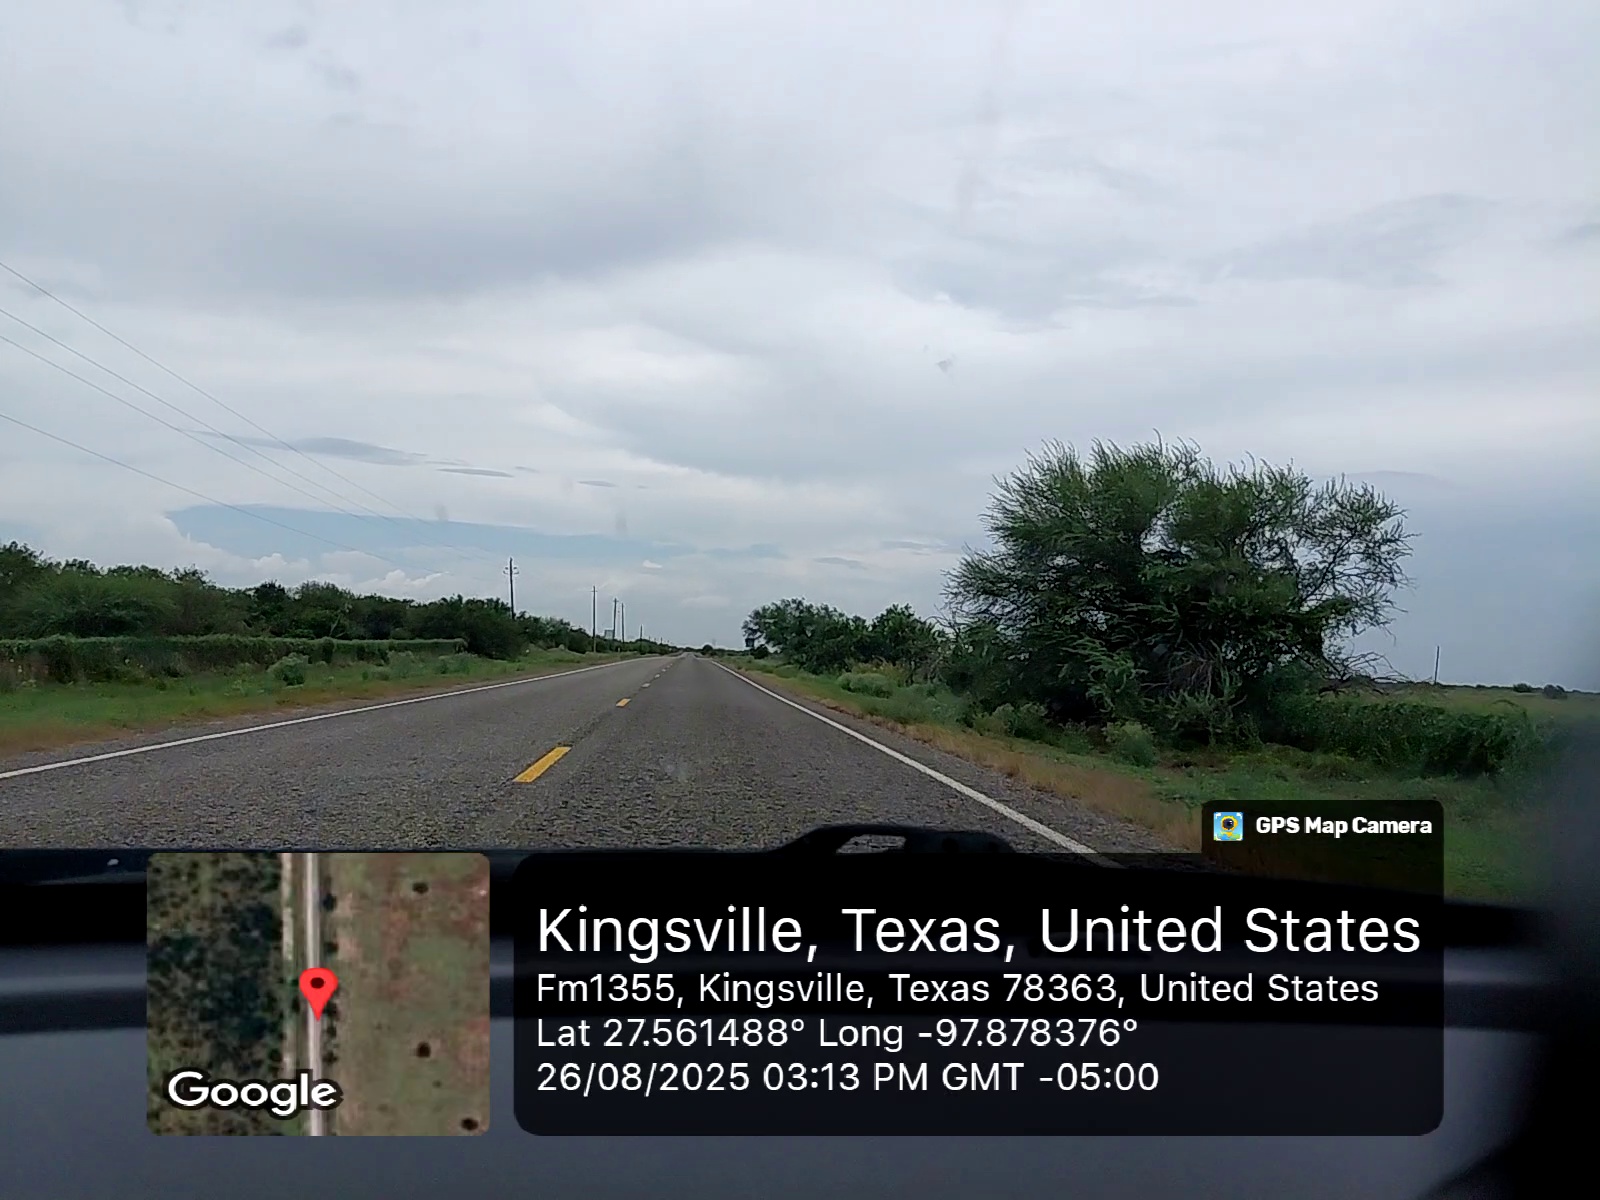 GPS Map Camera
Kingsville, Texas, United States
Fm1355, Kingsville, Texas 78363, United States
Lat 27.561488° Long -97.878376°
26/08/2025 03:13 PM GMT -05:00
Google